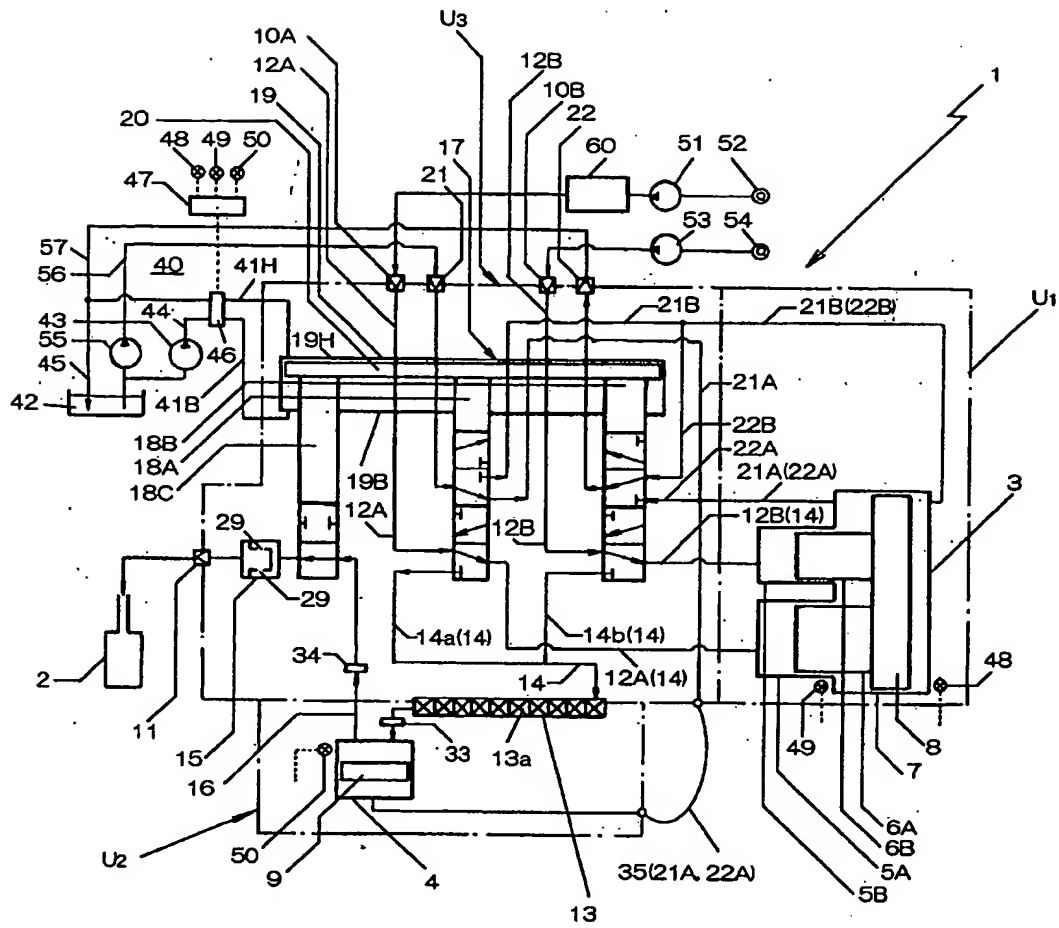 U3
10A
12A
19
20
12B
10B
22
1
48
49
50
47
17
21
60
51
52
53
54
57
56
40
41H
43
44
55
46
45
42
41B
19H
21B
21B(22B)
U1
18B
18A
18C
19B
21A
22B
22A
21A(22A)
3
12A
12B
12B(14)
29
29
2
11
15
16
34
14a(14)
14b(14)
14
12A(14)
33
13a
49
48
8
7
50
9
4
U2
35(21A, 22A)
13
6A
6B
5A
5B